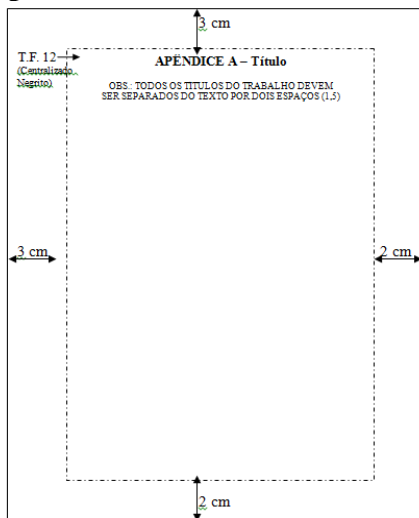 3 cm
T.F. 12
(Centralizado
Negrito)
APÊNDICE A – Título
OBS.: TODOS OS TITULOS DO TRABALHO DEVEM
SER SEPARADOS DO TEXTO POR DOIS ESPAÇOS (1,5)
3 cm
2 cm
2 cm